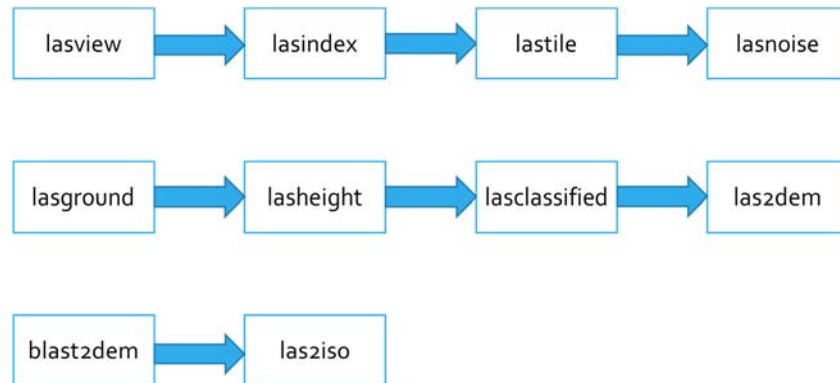 lasview lasindex lastile lasnoise
lasground lasheight lasclassified las2dem
blast2dem las2iso